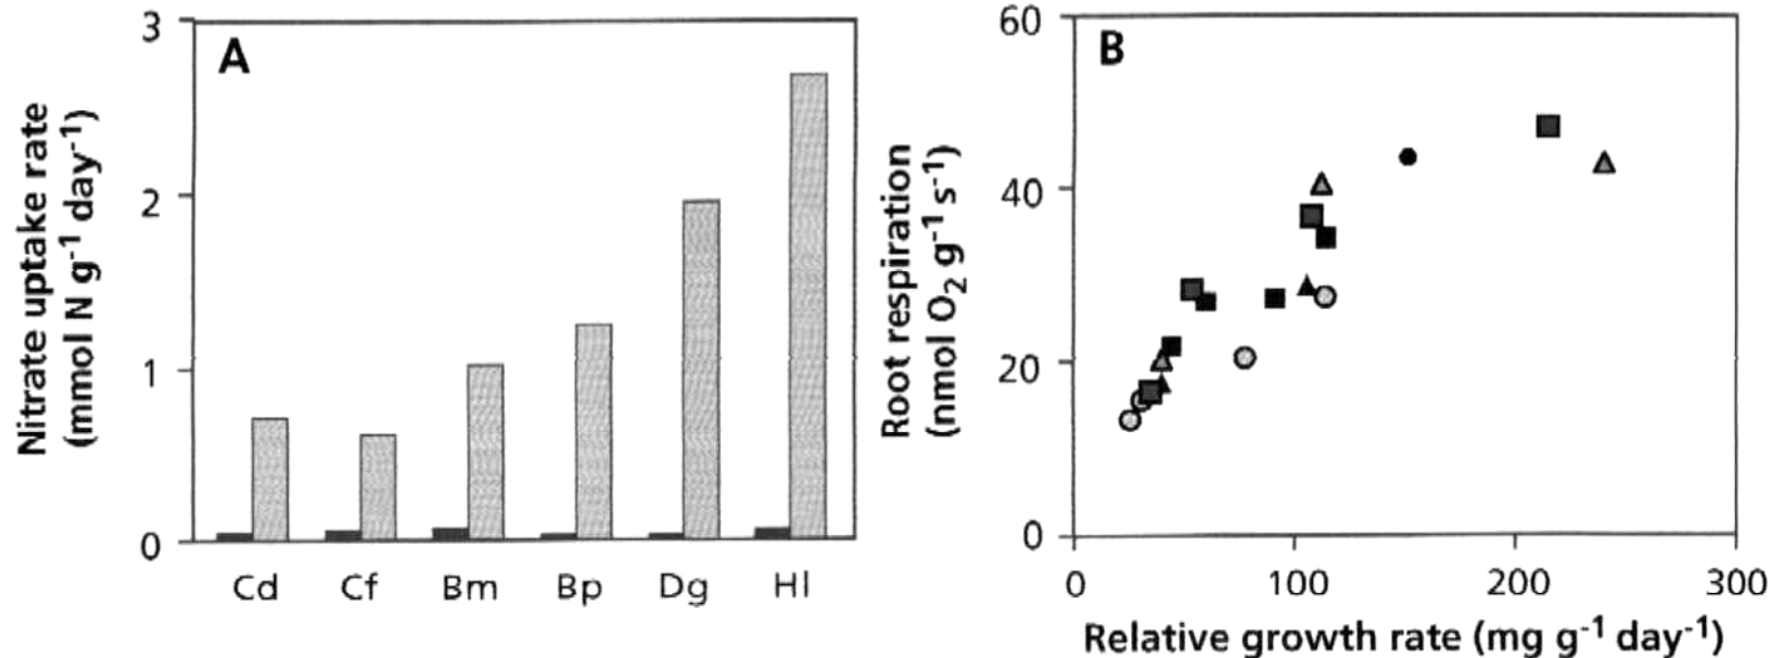 A
Nitrate uptake rate
(mmol N g⁻¹ day⁻¹)
3
2
1
0
Cd Cf Bm Bp Dg Hl
B
Root respiration
(nmol O₂ g⁻¹ s⁻¹)
60
40
20
0
0 100 200 300
Relative growth rate (mg g⁻¹ day⁻¹)